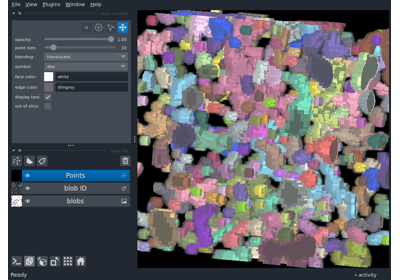 File View Plugins Window Help
opacity: 1.00
point size: 10
blending: translucent
symbol: disc
face color: white
edge color: dimgrey
display text:
out of slice:
Points
blob ID
blobs
Ready
activity